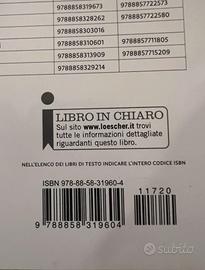 9788858319673 9788857722573
9788858328262 9788857722580
9788858303016
9788858310601 9788857711805
9788858313909 9788857715209
9788858329214
LIBRO IN CHIARO
Sul sito www.loescher.it trovi
tutte le informazioni dettagliate
riguardanti questo libro.
NELL'ELENCO DEI LIBRI DI TESTO INDICARE L'INTERO CODICE ISBN
ISBN 978-88-58-31960-4
11720
9 788858 319604
subito